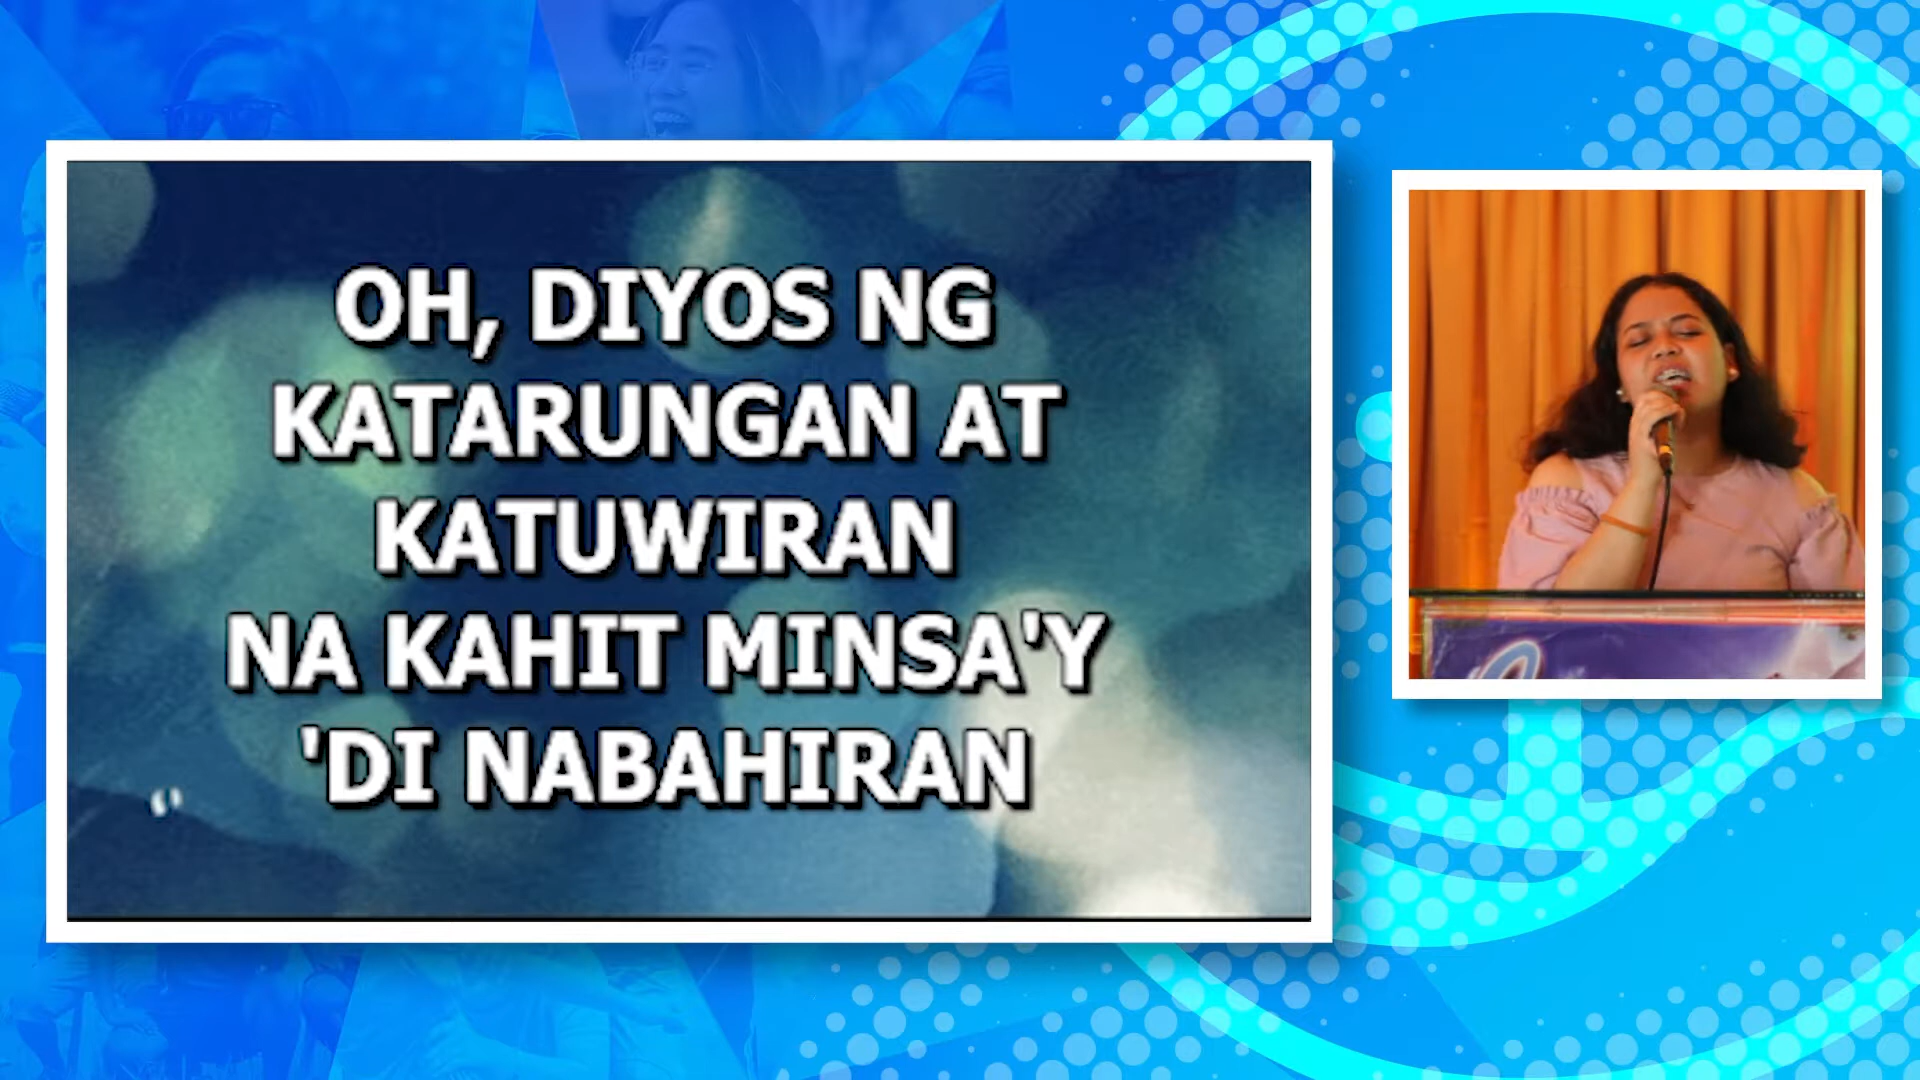 OH, DIYOS NG
KATARUNGAN AT
KATUWIRAN
NA KAHIT MINSA'Y
'DI NABAHIRAN